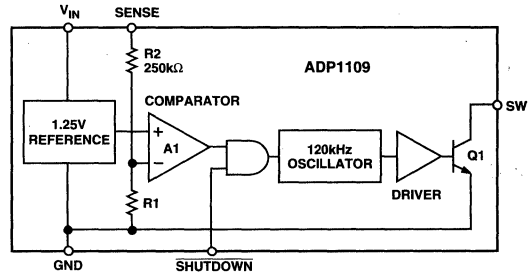 VIN
SENSE
R2
250kΩ
ADP1109
COMPARATOR
SW
1.25V
REFERENCE
+
A1
−
120kHz
OSCILLATOR
Q1
DRIVER
R1
GND
SHUTDOWN